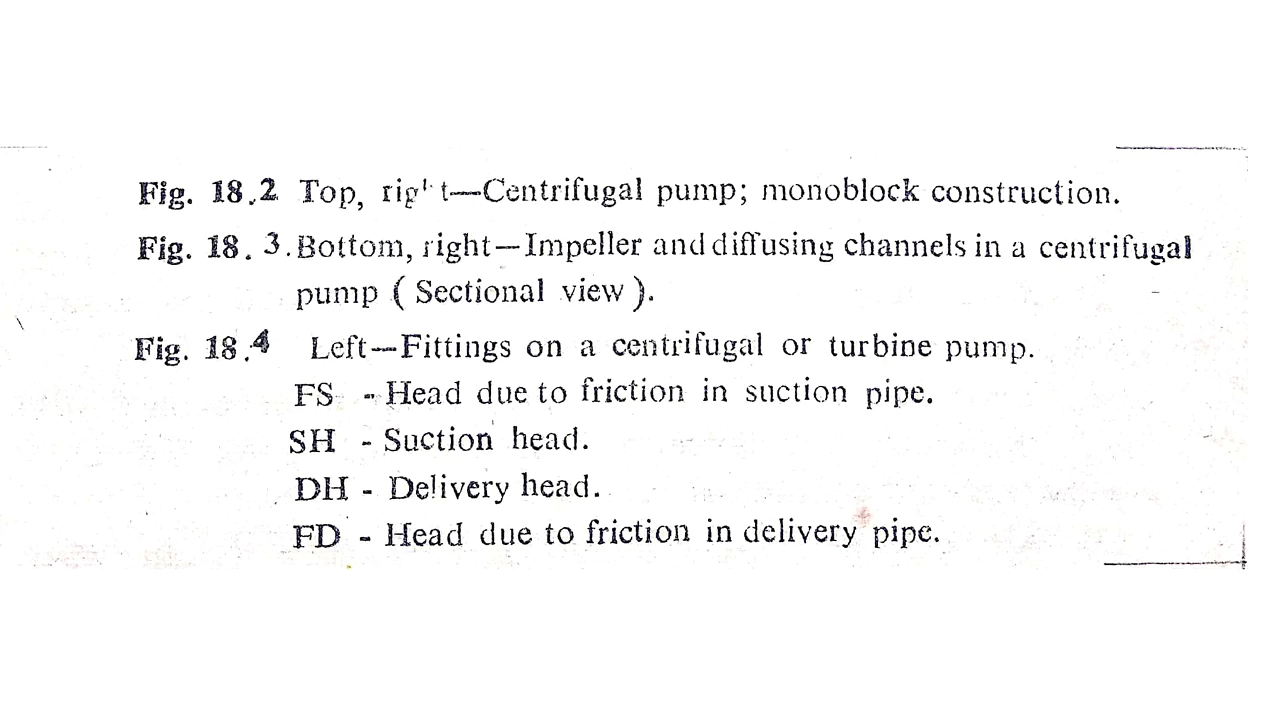 Fig. 18.2 Top, right—Centrifugal pump; monoblock construction.
Fig. 18. 3. Bottom, right—Impeller and diffusing channels in a centrifugal
pump ( Sectional view ).
Fig. 18.4 Left—Fittings on a centrifugal or turbine pump.
FS - Head due to friction in suction pipe.
SH - Suction head.
DH - Delivery head.
FD - Head due to friction in delivery pipe.